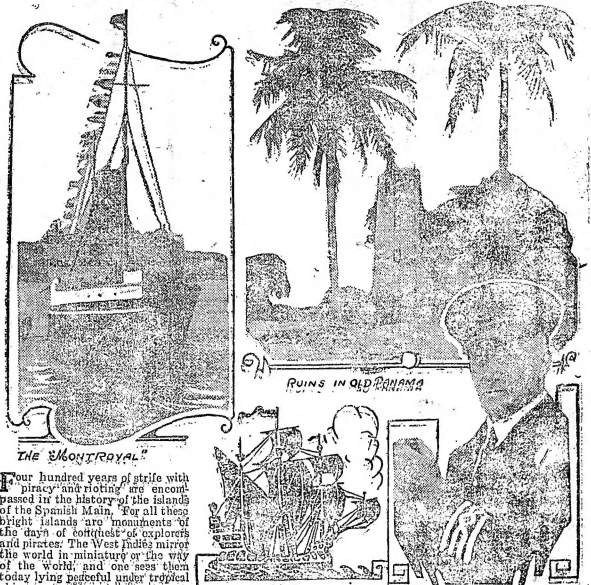 THE "MONTROYAL"
RUINS IN OLD PANAMA
Four hundred years of strife with
piracy and rioting are encom-
passed in the history of the islands
of the Spanish Main. For all these
bright islands are monuments of
the days of conquest of explorers
and pirates. The West Indies mirror
the world in miniature or the way
of the world, and one sees them
today lying peaceful under tropical